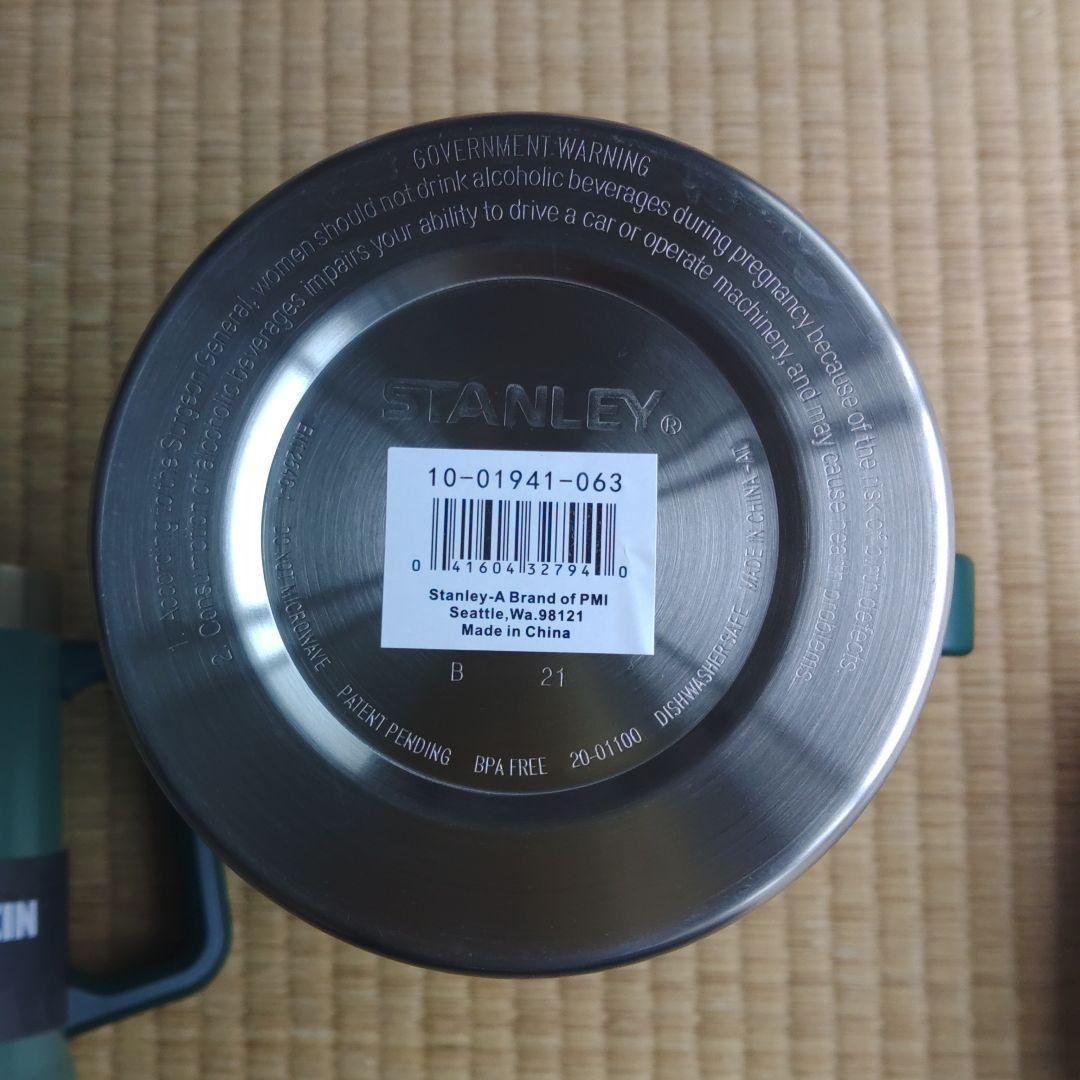 GOVERNMENT WARNING
1. According to the Surgeon General, women should not drink alcoholic beverages during pregnancy because of the risk of birth defects.
2. Consumption of alcoholic beverages impairs your ability to drive a car or operate machinery, and may cause health problems.
STANLEY®
10-01941-063
0 41604 32794 0
Stanley-A Brand of PMI
Seattle,Wa.98121
Made in China
B 21
DO NOT MICROWAVE PATENT PENDING BPA FREE 20-01100 DISHWASHER SAFE MADE IN CHINA-